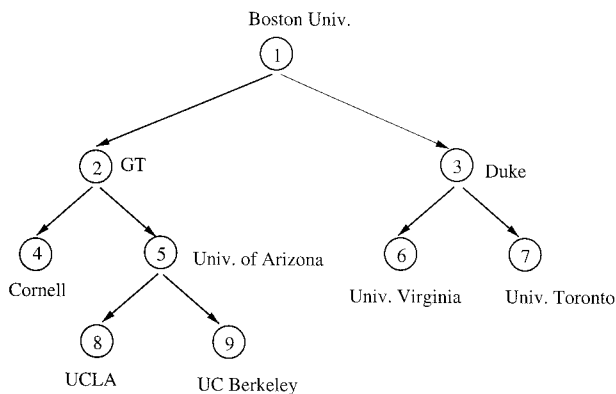 Boston Univ.
1
2 GT
3 Duke
4
5 Univ. of Arizona
6
7
Cornell
Univ. Virginia
Univ. Toronto
8
9
UCLA
UC Berkeley